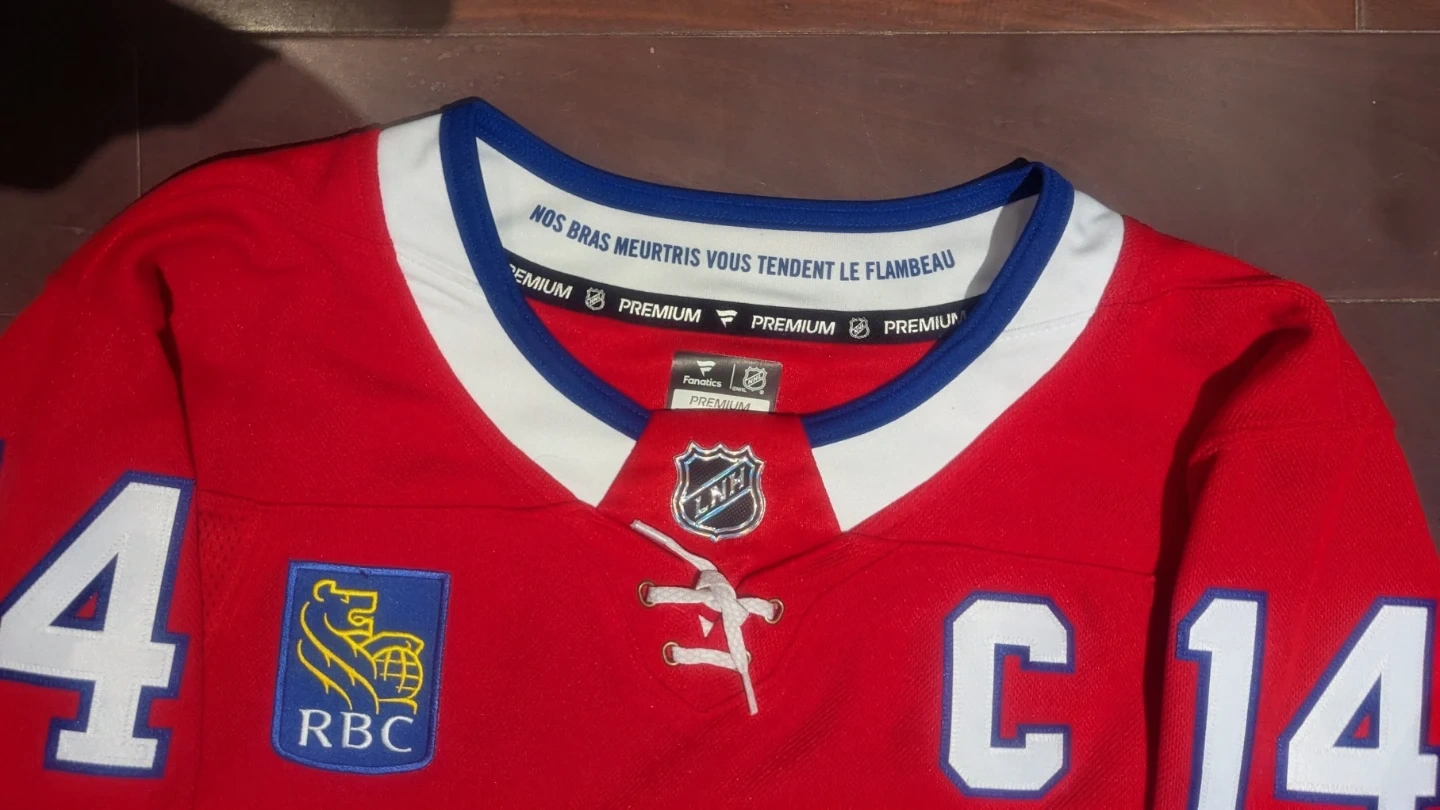 NOS BRAS MEURTRIS VOUS TENDENT LE FLAMBEAU
PREMIUM PREMIUM PREMIUM
Fanatics
PREMIUM
LNH
4
C
14
RBC